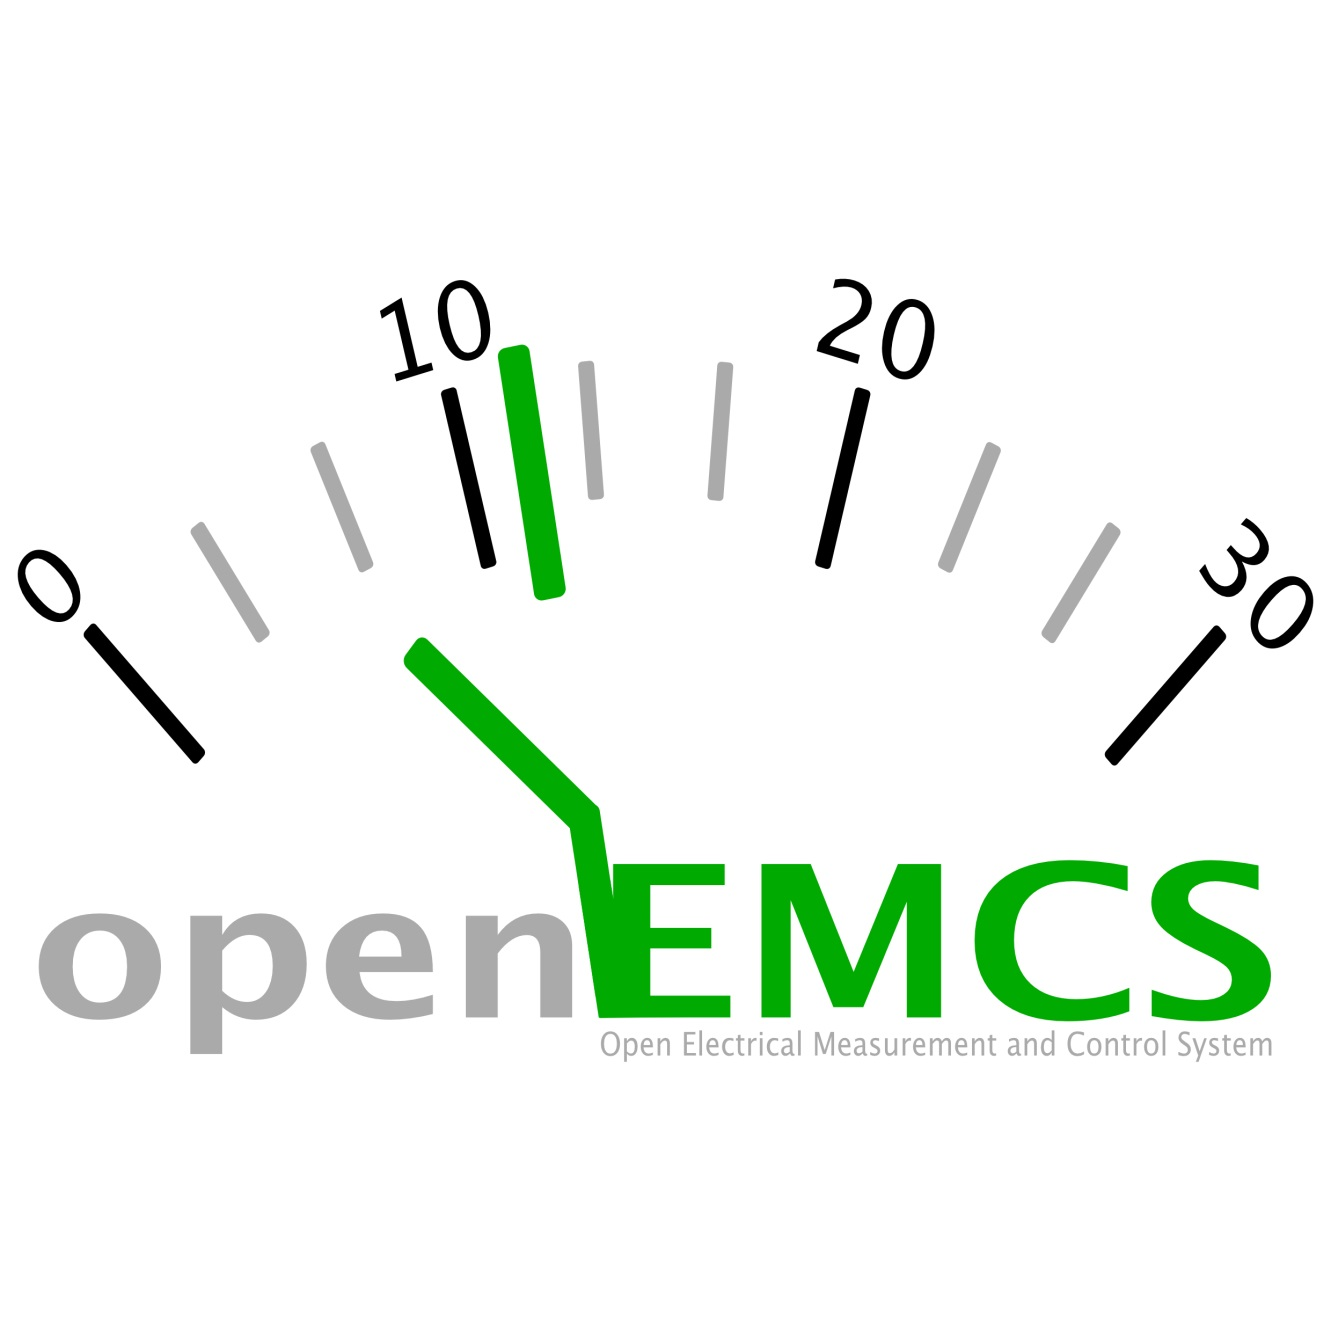 0 10 20 30
openEMCS
Open Electrical Measurement and Control System